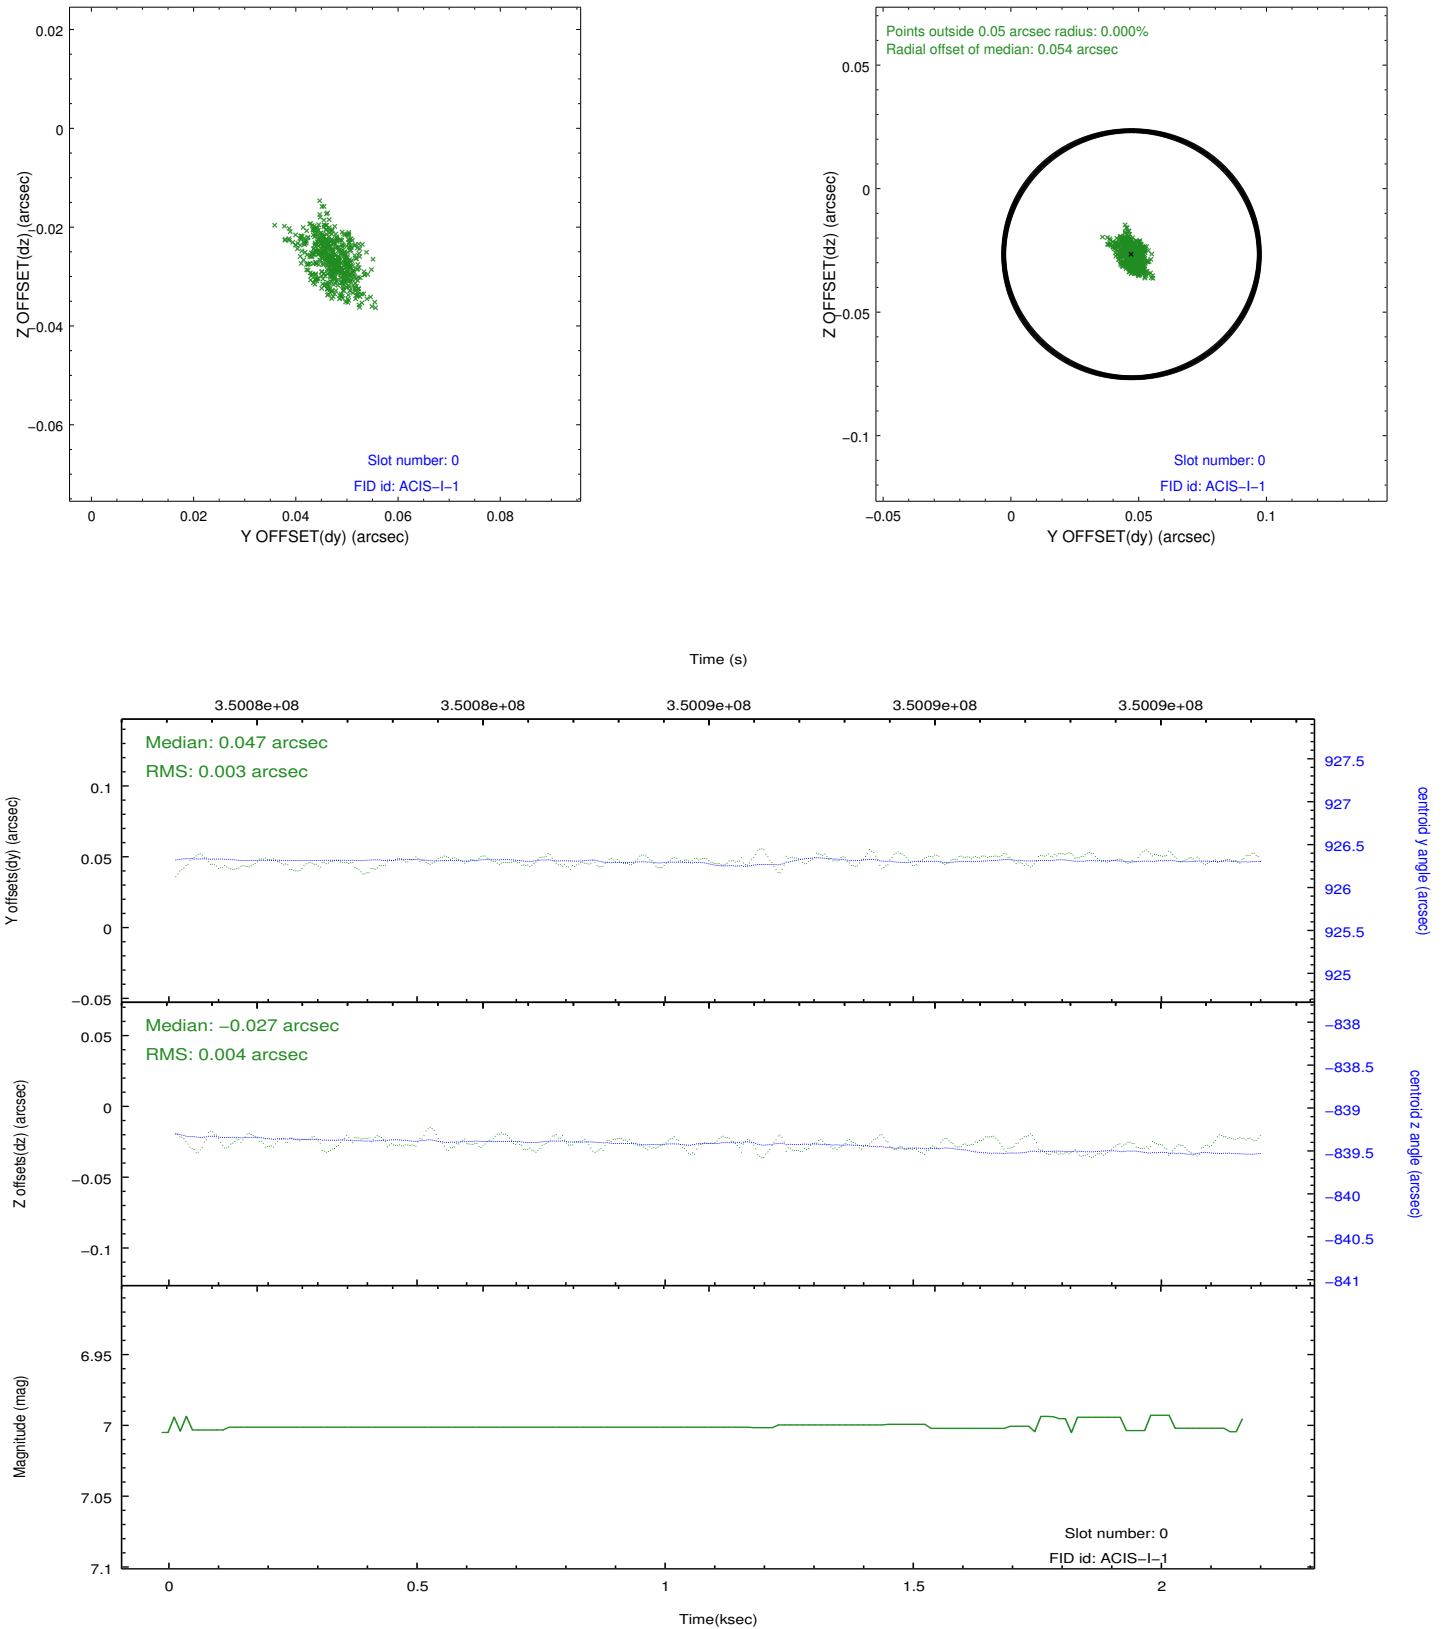 0.02
0
−0.02
−0.04
−0.06
Z OFFSET(dz) (arcsec)
Slot number: 0
FID id: ACIS−I−1
0
0.02
0.04
0.06
0.08
Y OFFSET(dy) (arcsec)
Points outside 0.05 arcsec radius: 0.000%
Radial offset of median: 0.054 arcsec
0.05
0
−0.05
−0.1
Z OFFSET(dz) (arcsec)
Slot number: 0
FID id: ACIS−I−1
−0.05
0
0.05
0.1
Y OFFSET(dy) (arcsec)
Time (s)
3.5008e+08
3.5008e+08
3.5009e+08
3.5009e+08
3.5009e+08
Median: 0.047 arcsec
RMS: 0.003 arcsec
0.1
0.05
0
−0.05
Y offsets(dy) (arcsec)
927.5
927
926.5
926
925.5
925
centroid y angle (arcsec)
Median: −0.027 arcsec
RMS: 0.004 arcsec
0.05
0
−0.05
−0.1
Z offsets(dz) (arcsec)
−838
−838.5
−839
−839.5
−840
−840.5
−841
centroid z angle (arcsec)
6.95
7
7.05
7.1
Magnitude (mag)
Slot number: 0
FID id: ACIS−I−1
0
0.5
1
1.5
2
Time(ksec)